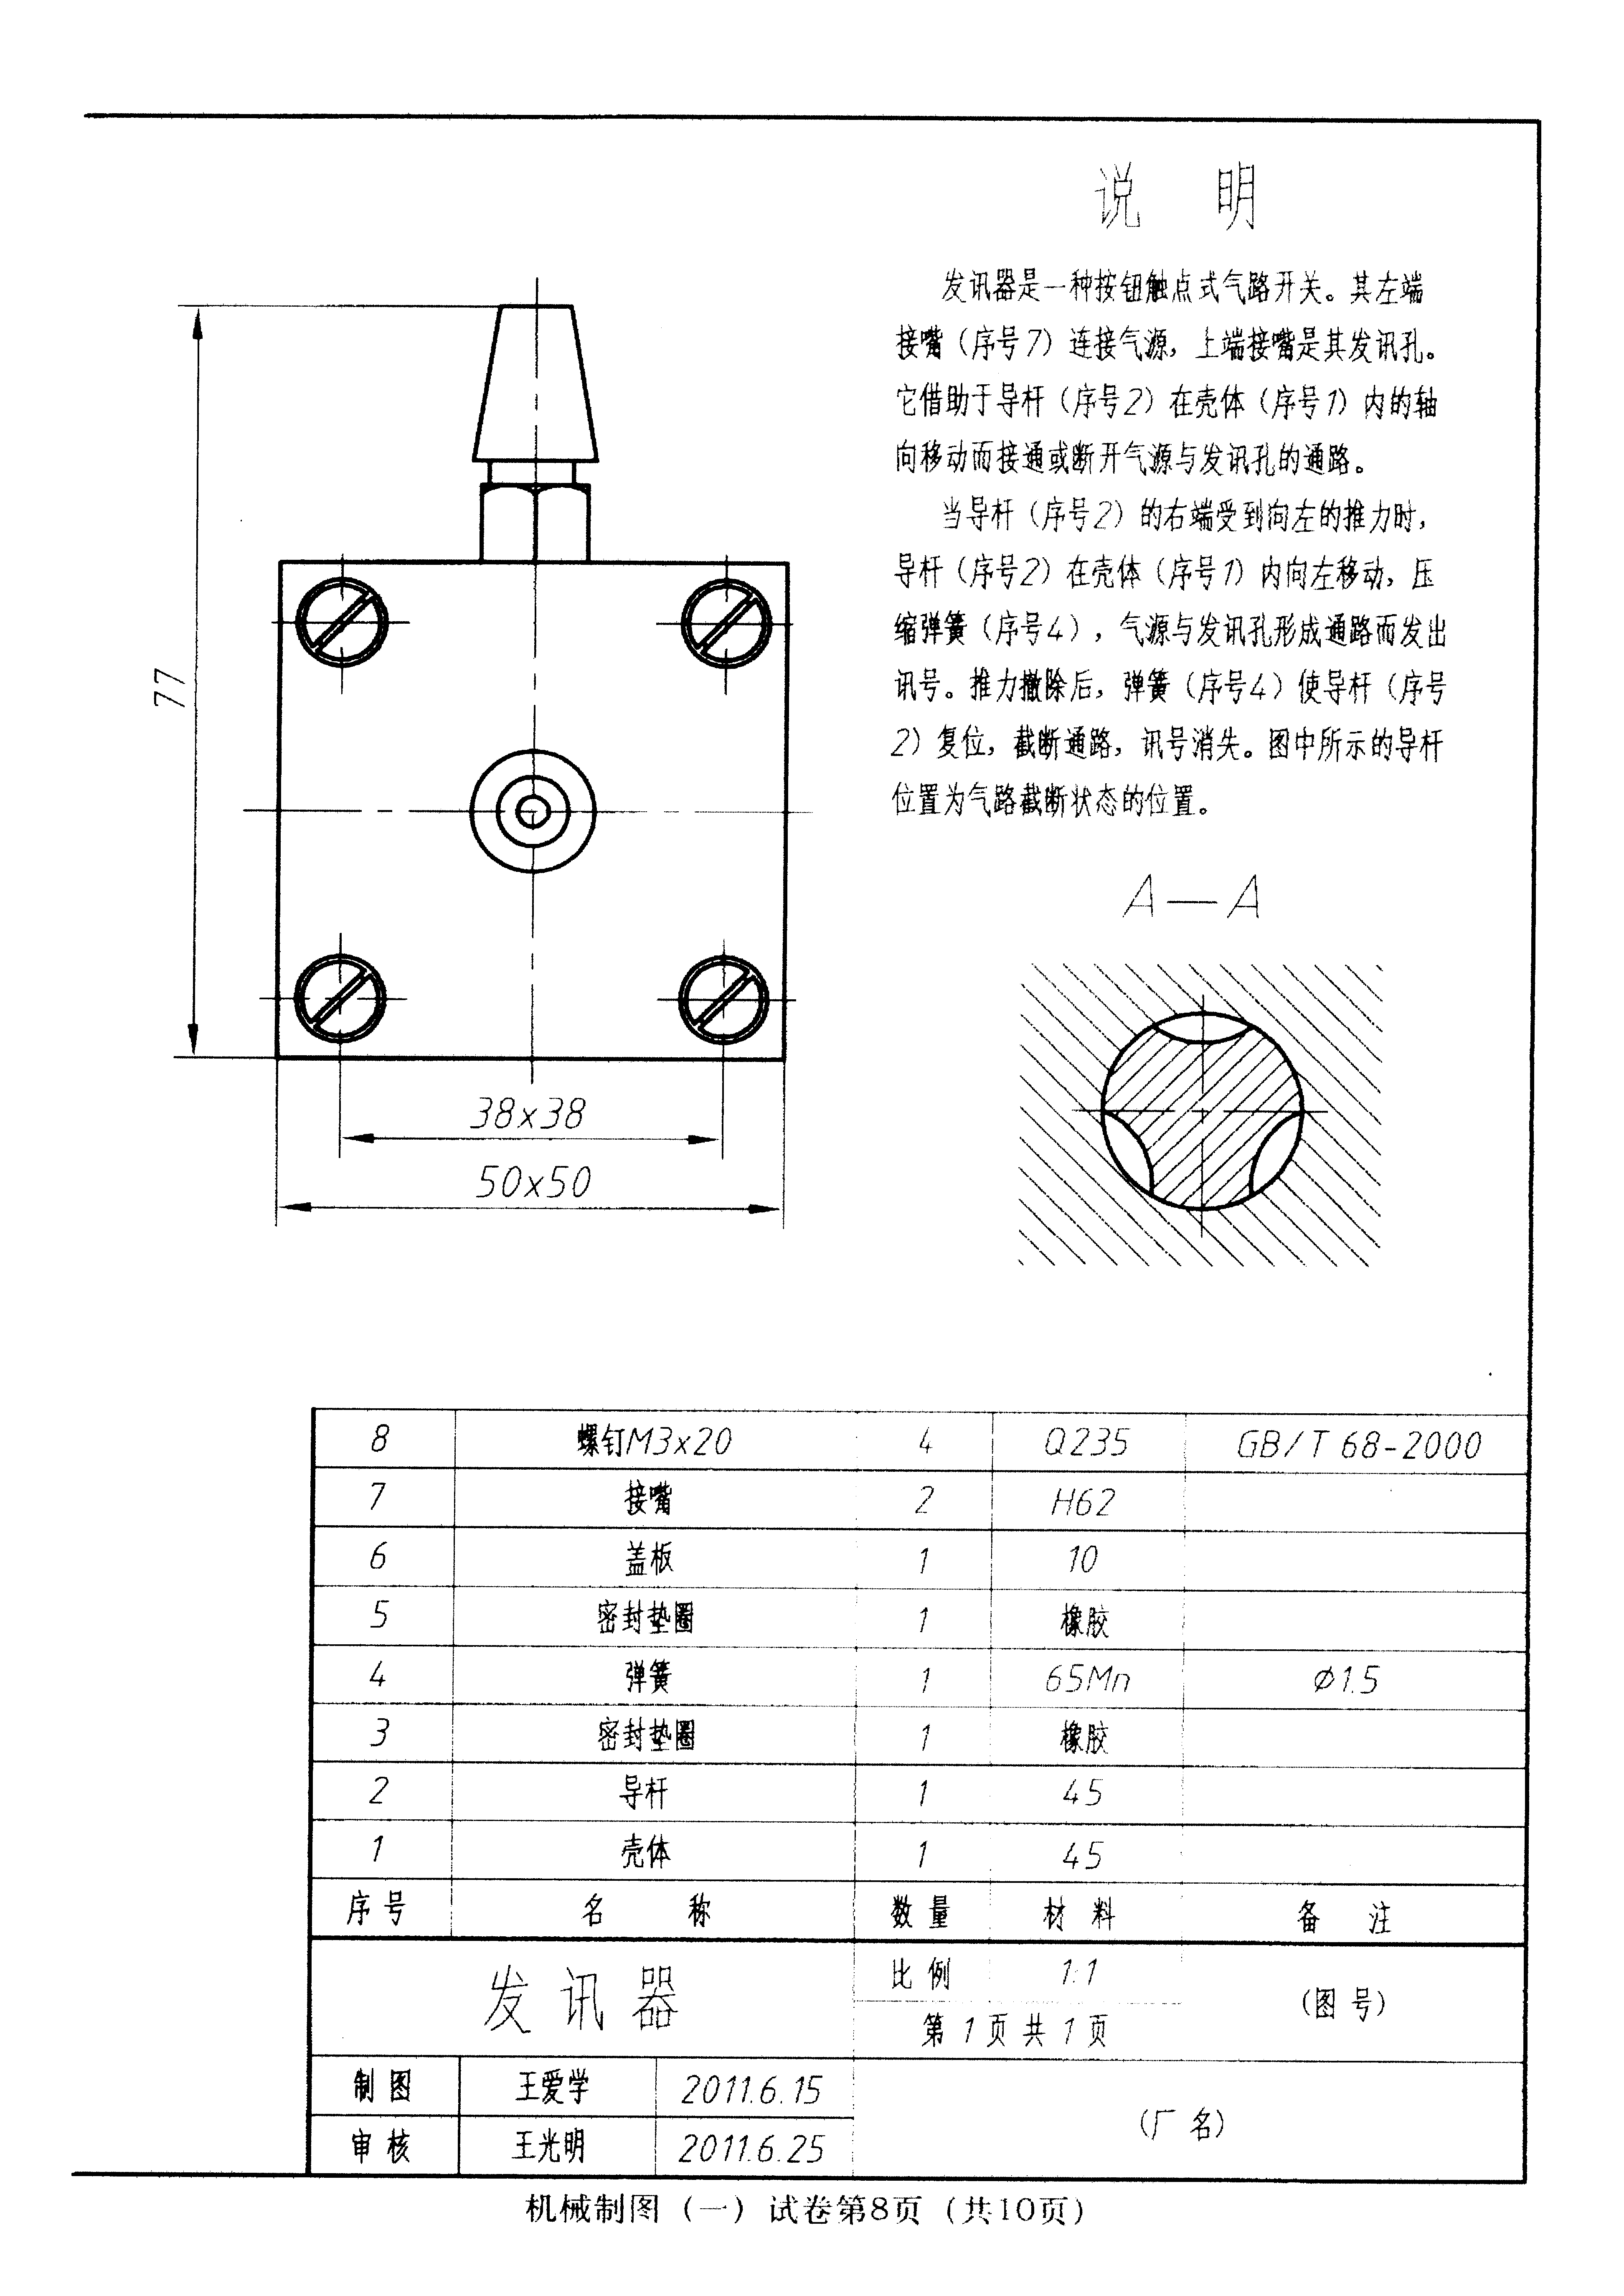 说 明
发讯器是一种按钮触点式气路开关。其左端
接嘴（序号7）连接气源，上端接嘴是其发讯孔。
它借助于导杆（序号2）在壳体（序号1）内的轴
向移动而接通或断开气源与发讯孔的通路。
当导杆（序号2）的右端受到向左的推力时，
导杆（序号2）在壳体（序号1）内向左移动，压
缩弹簧（序号4），气源与发讯孔形成通路而发出
讯号。推力撤除后，弹簧（序号4）使导杆（序号
2）复位，截断通路，讯号消失。图中所示的导杆
位置为气路截断状态的位置。
77
38x38
50x50
A—A
8 螺钉M3x20 4 Q235 GB/T 68-2000
7 接嘴 2 H62
6 盖板 1 10
5 密封垫圈 1 橡胶
4 弹簧 1 65Mn ∅1.5
3 密封垫圈 1 橡胶
2 导杆 1 45
1 壳体 1 45
序号 名 称 数量 材料 备 注
发讯器 比例 1:1 (图号)
第 1 页 共 1 页
制图 王爱学 2011.6.15 (厂名)
审核 王光明 2011.6.25
机械制图（一）试卷第8页（共10页）